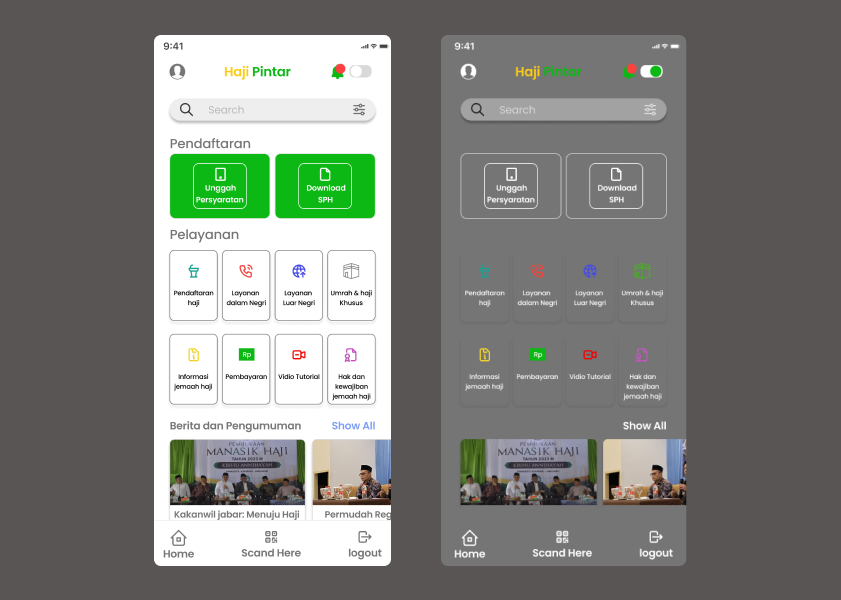 9:41
Haji Pintar
Search
Pendaftaran
Unggah
Persyaratan
Download
SPH
Pelayanan
Pendaftaran
haji
Layanan
dalam Negri
Layanan
Luar Negri
Umrah & haji
Khusus
Informasi
jemaah haji
Rp
Pembayaran
Vidio Tutorial
Hak dan
kewajiban
jemaah haji
Berita dan Pengumuman
Show All
MANASIK HAJI
TAHUN 2023 M
Kakanwil jabar: Menuju Haji
Permudah Reg
Home
Scand Here
logout
9:41
Haji Pintar
Search
Unggah
Persyaratan
Download
SPH
Pendaftaran
haji
Layanan
dalam Negri
Layanan
Luar Negri
Umrah & haji
Khusus
Informasi
jemaah haji
Rp
Pembayaran
Vidio Tutorial
Hak dan
kewajiban
jemaah haji
Show All
MANASIK HAJI
TAHUN 2023 M
Home
Scand Here
logout